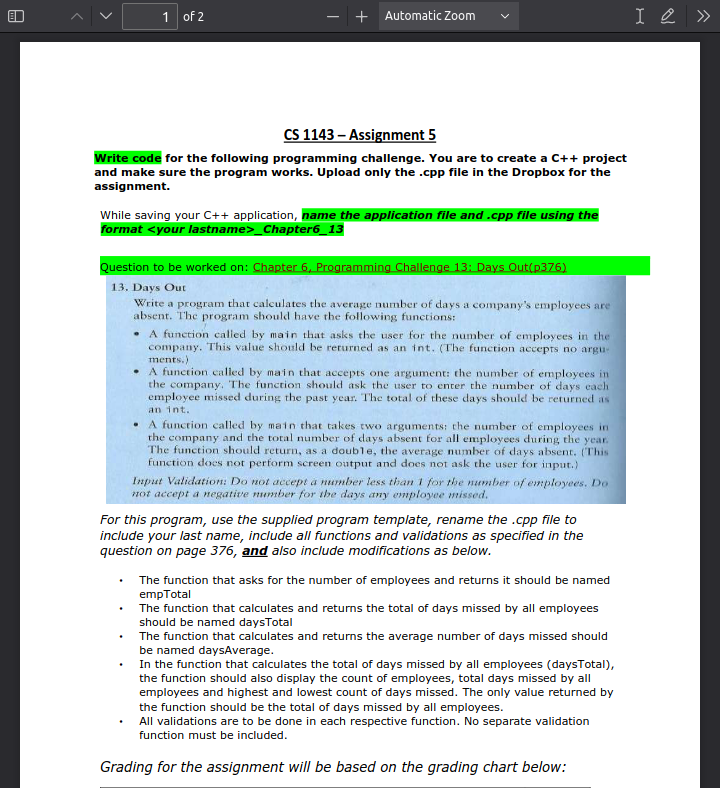 1 of 2
Automatic Zoom
CS 1143 – Assignment 5
Write code for the following programming challenge. You are to create a C++ project
and make sure the program works. Upload only the .cpp file in the Dropbox for the
assignment.
While saving your C++ application, name the application file and .cpp file using the
format <your lastname>_Chapter6_13
Question to be worked on: Chapter 6, Programming Challenge 13: Days Out(p376)
13. Days Out
Write a program that calculates the average number of days a company's employees are
absent. The program should have the following functions:
• A function called by main that asks the user for the number of employees in the
company. This value should be returned as an int. (The function accepts no argu-
ments.)
• A function called by main that accepts one argument: the number of employees in
the company. The function should ask the user to enter the number of days each
employee missed during the past year. The total of these days should be returned as
an int.
• A function called by main that takes two arguments: the number of employees in
the company and the total number of days absent for all employees during the year.
The function should return, as a double, the average number of days absent. (This
function does not perform screen output and does not ask the user for input.)
Input Validation: Do not accept a number less than 1 for the number of employees. Do
not accept a negative number for the days any employee missed.
For this program, use the supplied program template, rename the .cpp file to
include your last name, include all functions and validations as specified in the
question on page 376, and also include modifications as below.
• The function that asks for the number of employees and returns it should be named
empTotal
• The function that calculates and returns the total of days missed by all employees
should be named daysTotal
• The function that calculates and returns the average number of days missed should
be named daysAverage.
• In the function that calculates the total of days missed by all employees (daysTotal),
the function should also display the count of employees, total days missed by all
employees and highest and lowest count of days missed. The only value returned by
the function should be the total of days missed by all employees.
• All validations are to be done in each respective function. No separate validation
function must be included.
Grading for the assignment will be based on the grading chart below: